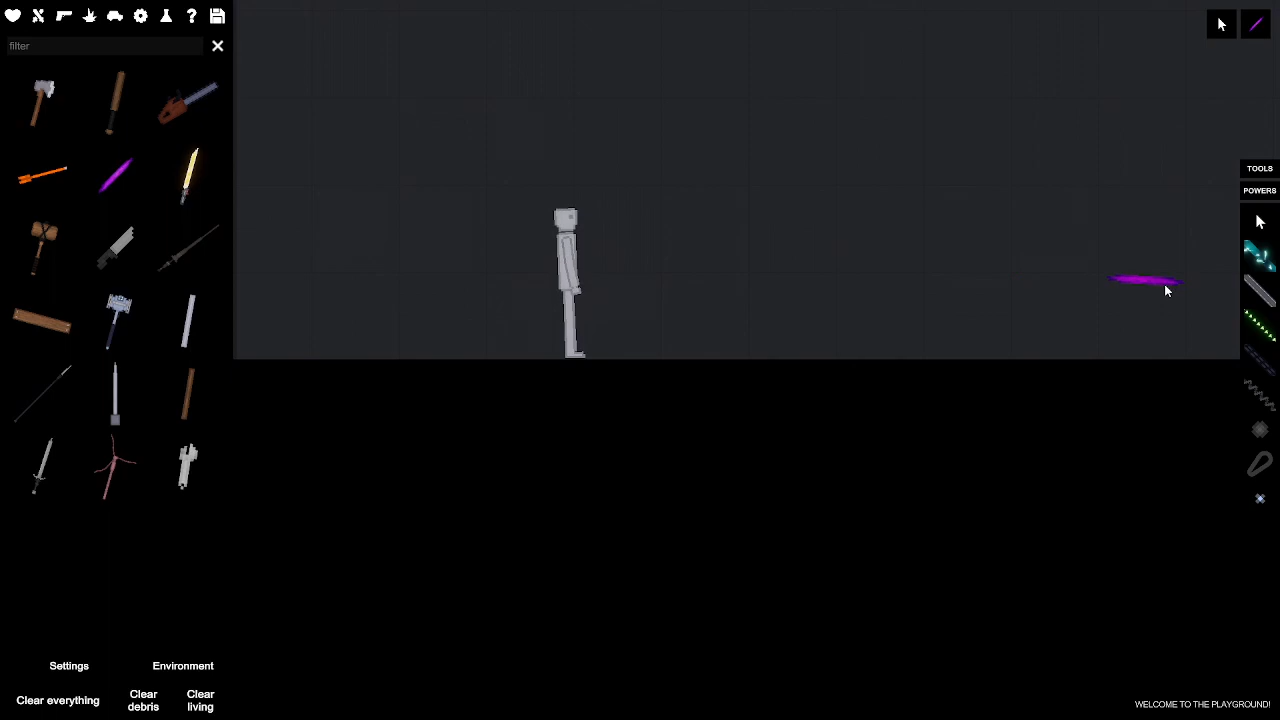 filter
TOOLS
POWERS
Settings
Environment
Clear everything
Clear
debris
Clear
living
WELCOME TO THE PLAYGROUND!